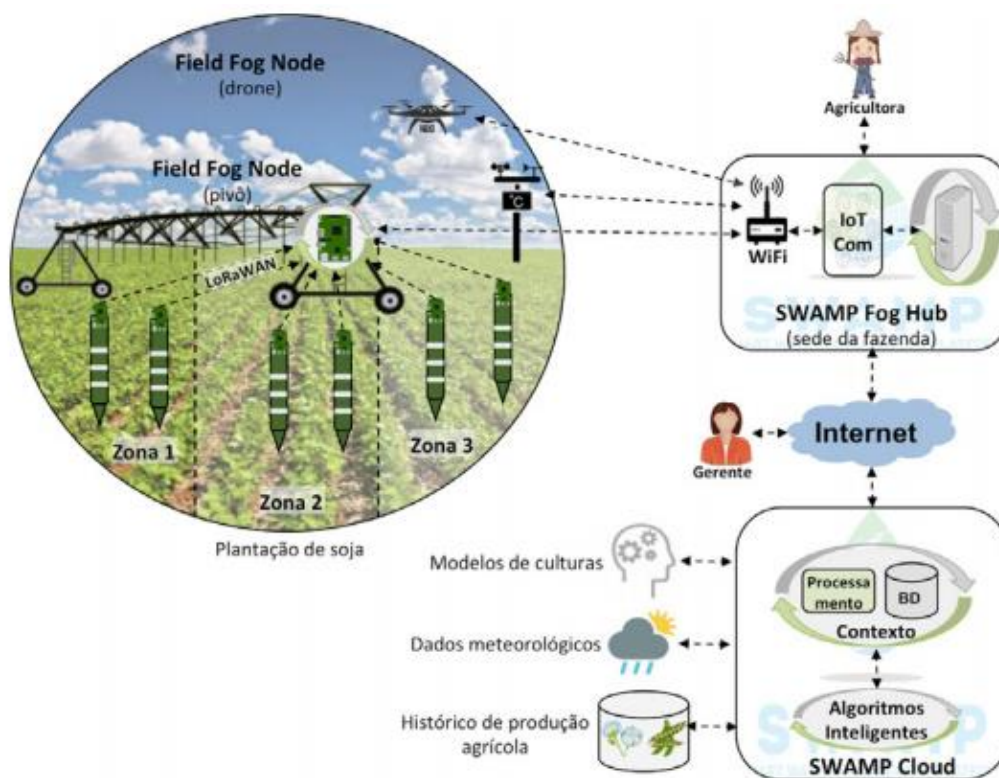 Field Fog Node
(drone)
Field Fog Node
(pivô)
LoRaWAN
°C
Zona 1
Zona 2
Zona 3
Plantação de soja
Agricultora
WiFi
IoT
Com
SWAMP Fog Hub
(sede da fazenda)
Gerente
Internet
Modelos de culturas
Dados meteorológicos
Histórico de produção
agrícola
Processa
mento
BD
Contexto
Algoritmos
Inteligentes
SWAMP Cloud